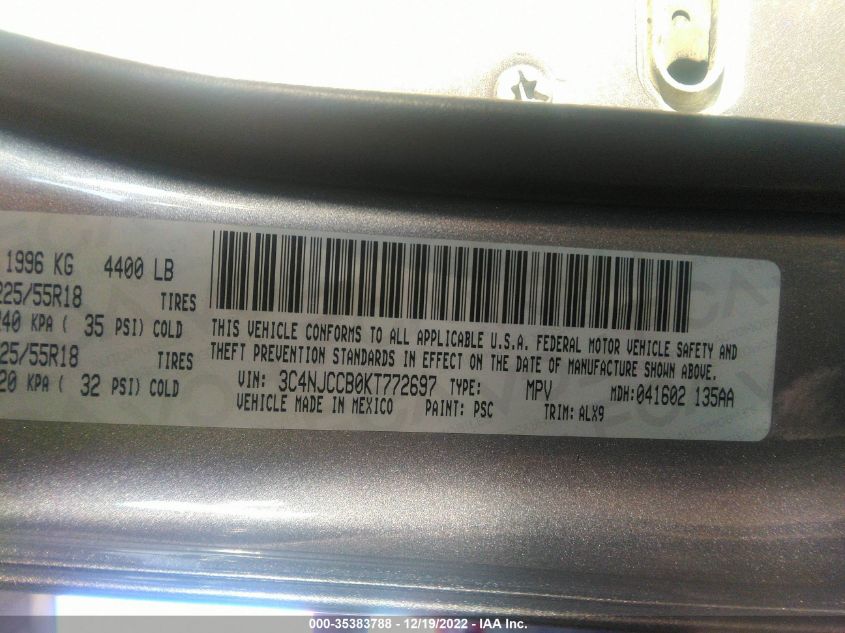 1996 KG 4400 LB
225/55R18 TIRES
240 KPA ( 35 PSI) COLD
225/55R18 TIRES
220 KPA ( 32 PSI) COLD
THIS VEHICLE CONFORMS TO ALL APPLICABLE U.S.A. FEDERAL MOTOR VEHICLE SAFETY AND
THEFT PREVENTION STANDARDS IN EFFECT ON THE DATE OF MANUFACTURE SHOWN ABOVE.
VIN: 3C4NJCCB0KT772697 TYPE: MPV MDH:041602 135AA
VEHICLE MADE IN MEXICO PAINT: PSC TRIM: ALX9
000-35383788 - 12/19/2022 - IAA Inc.